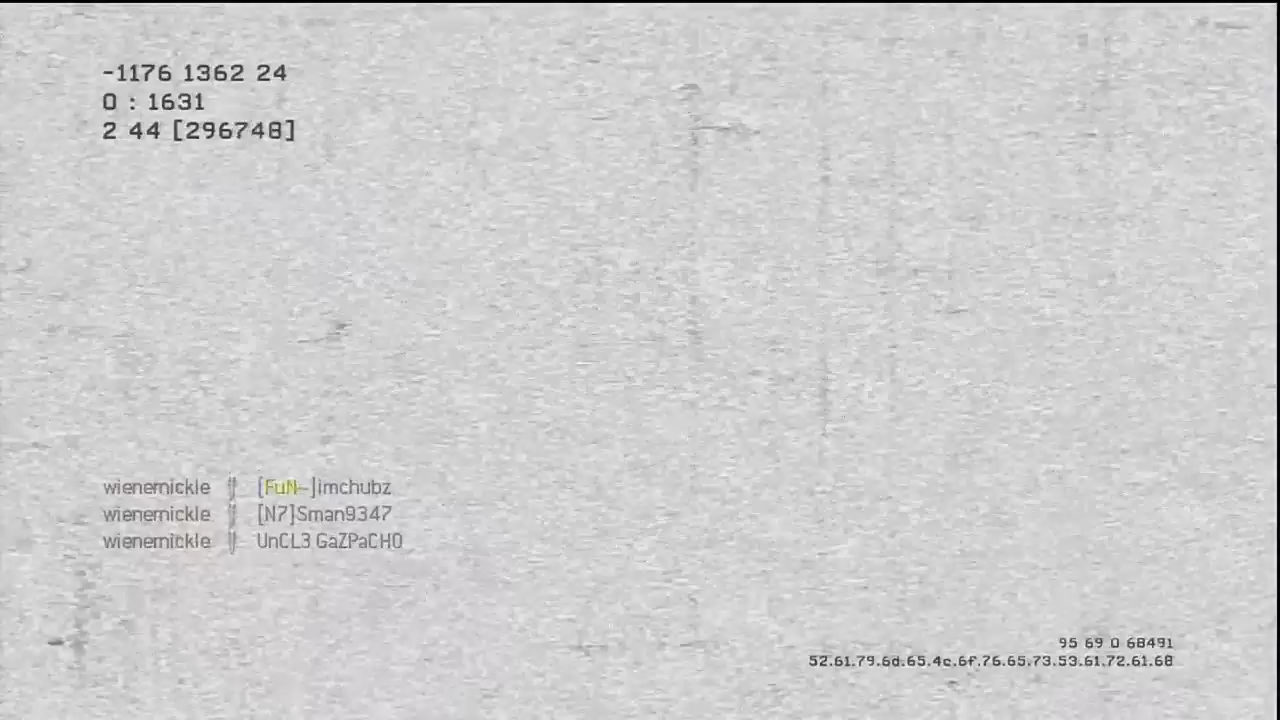 -1176 1362 24
0 : 1631
2 44 [296748]
wienernickle [FuN-]imchubz
wienernickle [N7]Sman9347
wienernickle UnCL3 GaZPaCHO
95 69 0 68491
52.61.79.6d.65.4c.6f.76.65.73.53.61.72.61.68